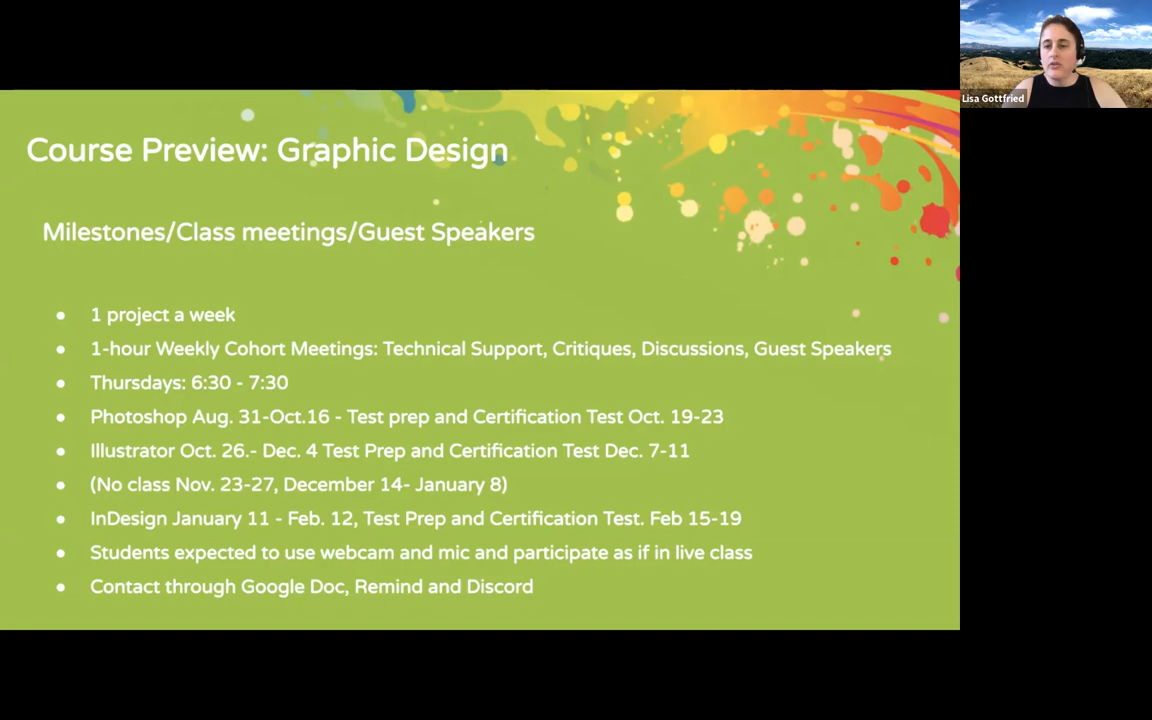 Lisa Gottfried
Course Preview: Graphic Design
Milestones/Class meetings/Guest Speakers
● 1 project a week
● 1-hour Weekly Cohort Meetings: Technical Support, Critiques, Discussions, Guest Speakers
● Thursdays: 6:30 - 7:30
● Photoshop Aug. 31-Oct.16 - Test prep and Certification Test Oct. 19-23
● Illustrator Oct. 26.- Dec. 4 Test Prep and Certification Test Dec. 7-11
● (No class Nov. 23-27, December 14- January 8)
● InDesign January 11 - Feb. 12, Test Prep and Certification Test. Feb 15-19
● Students expected to use webcam and mic and participate as if in live class
● Contact through Google Doc, Remind and Discord